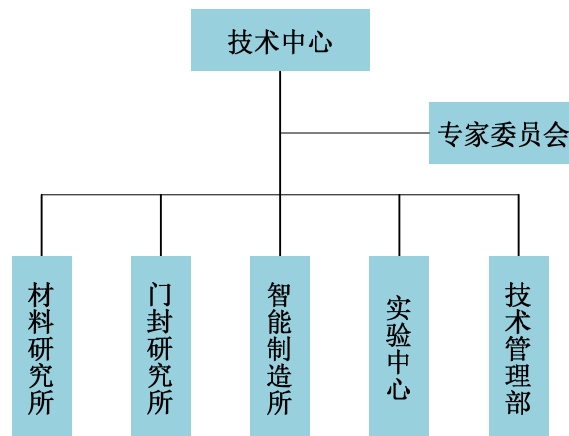 技术中心
专家委员会
材料研究所
门封研究所
智能制造所
实验中心
技术管理部